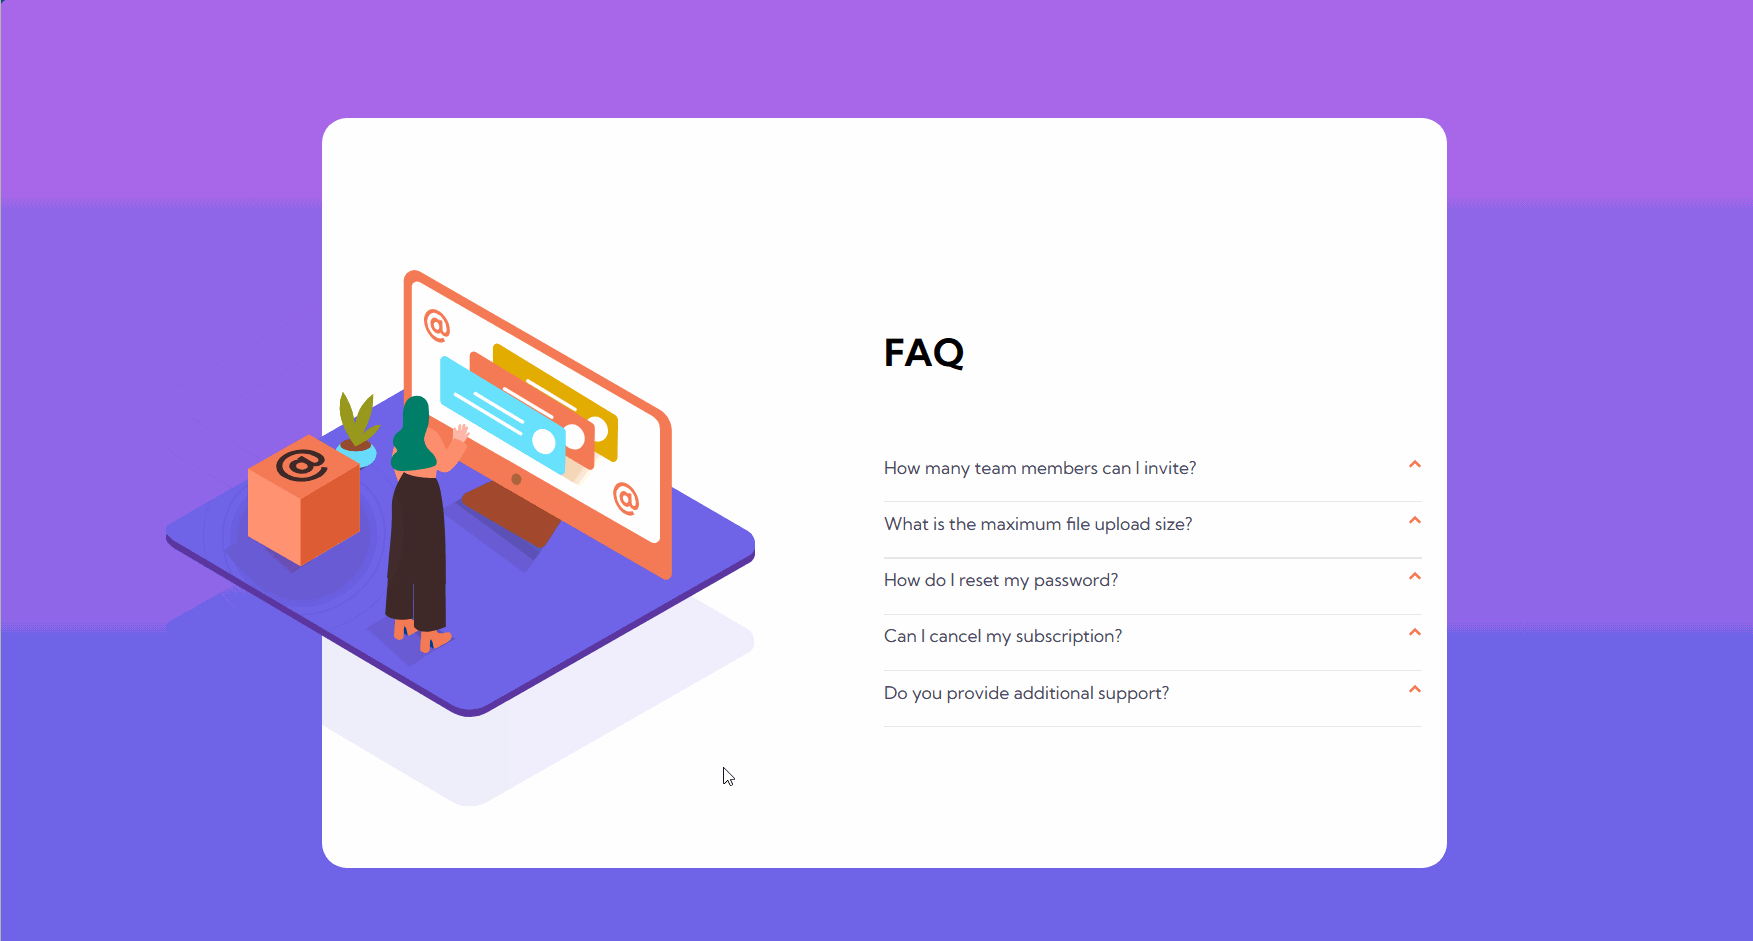 @
@
@
FAQ
How many team members can I invite?
What is the maximum file upload size?
How do I reset my password?
Can I cancel my subscription?
Do you provide additional support?